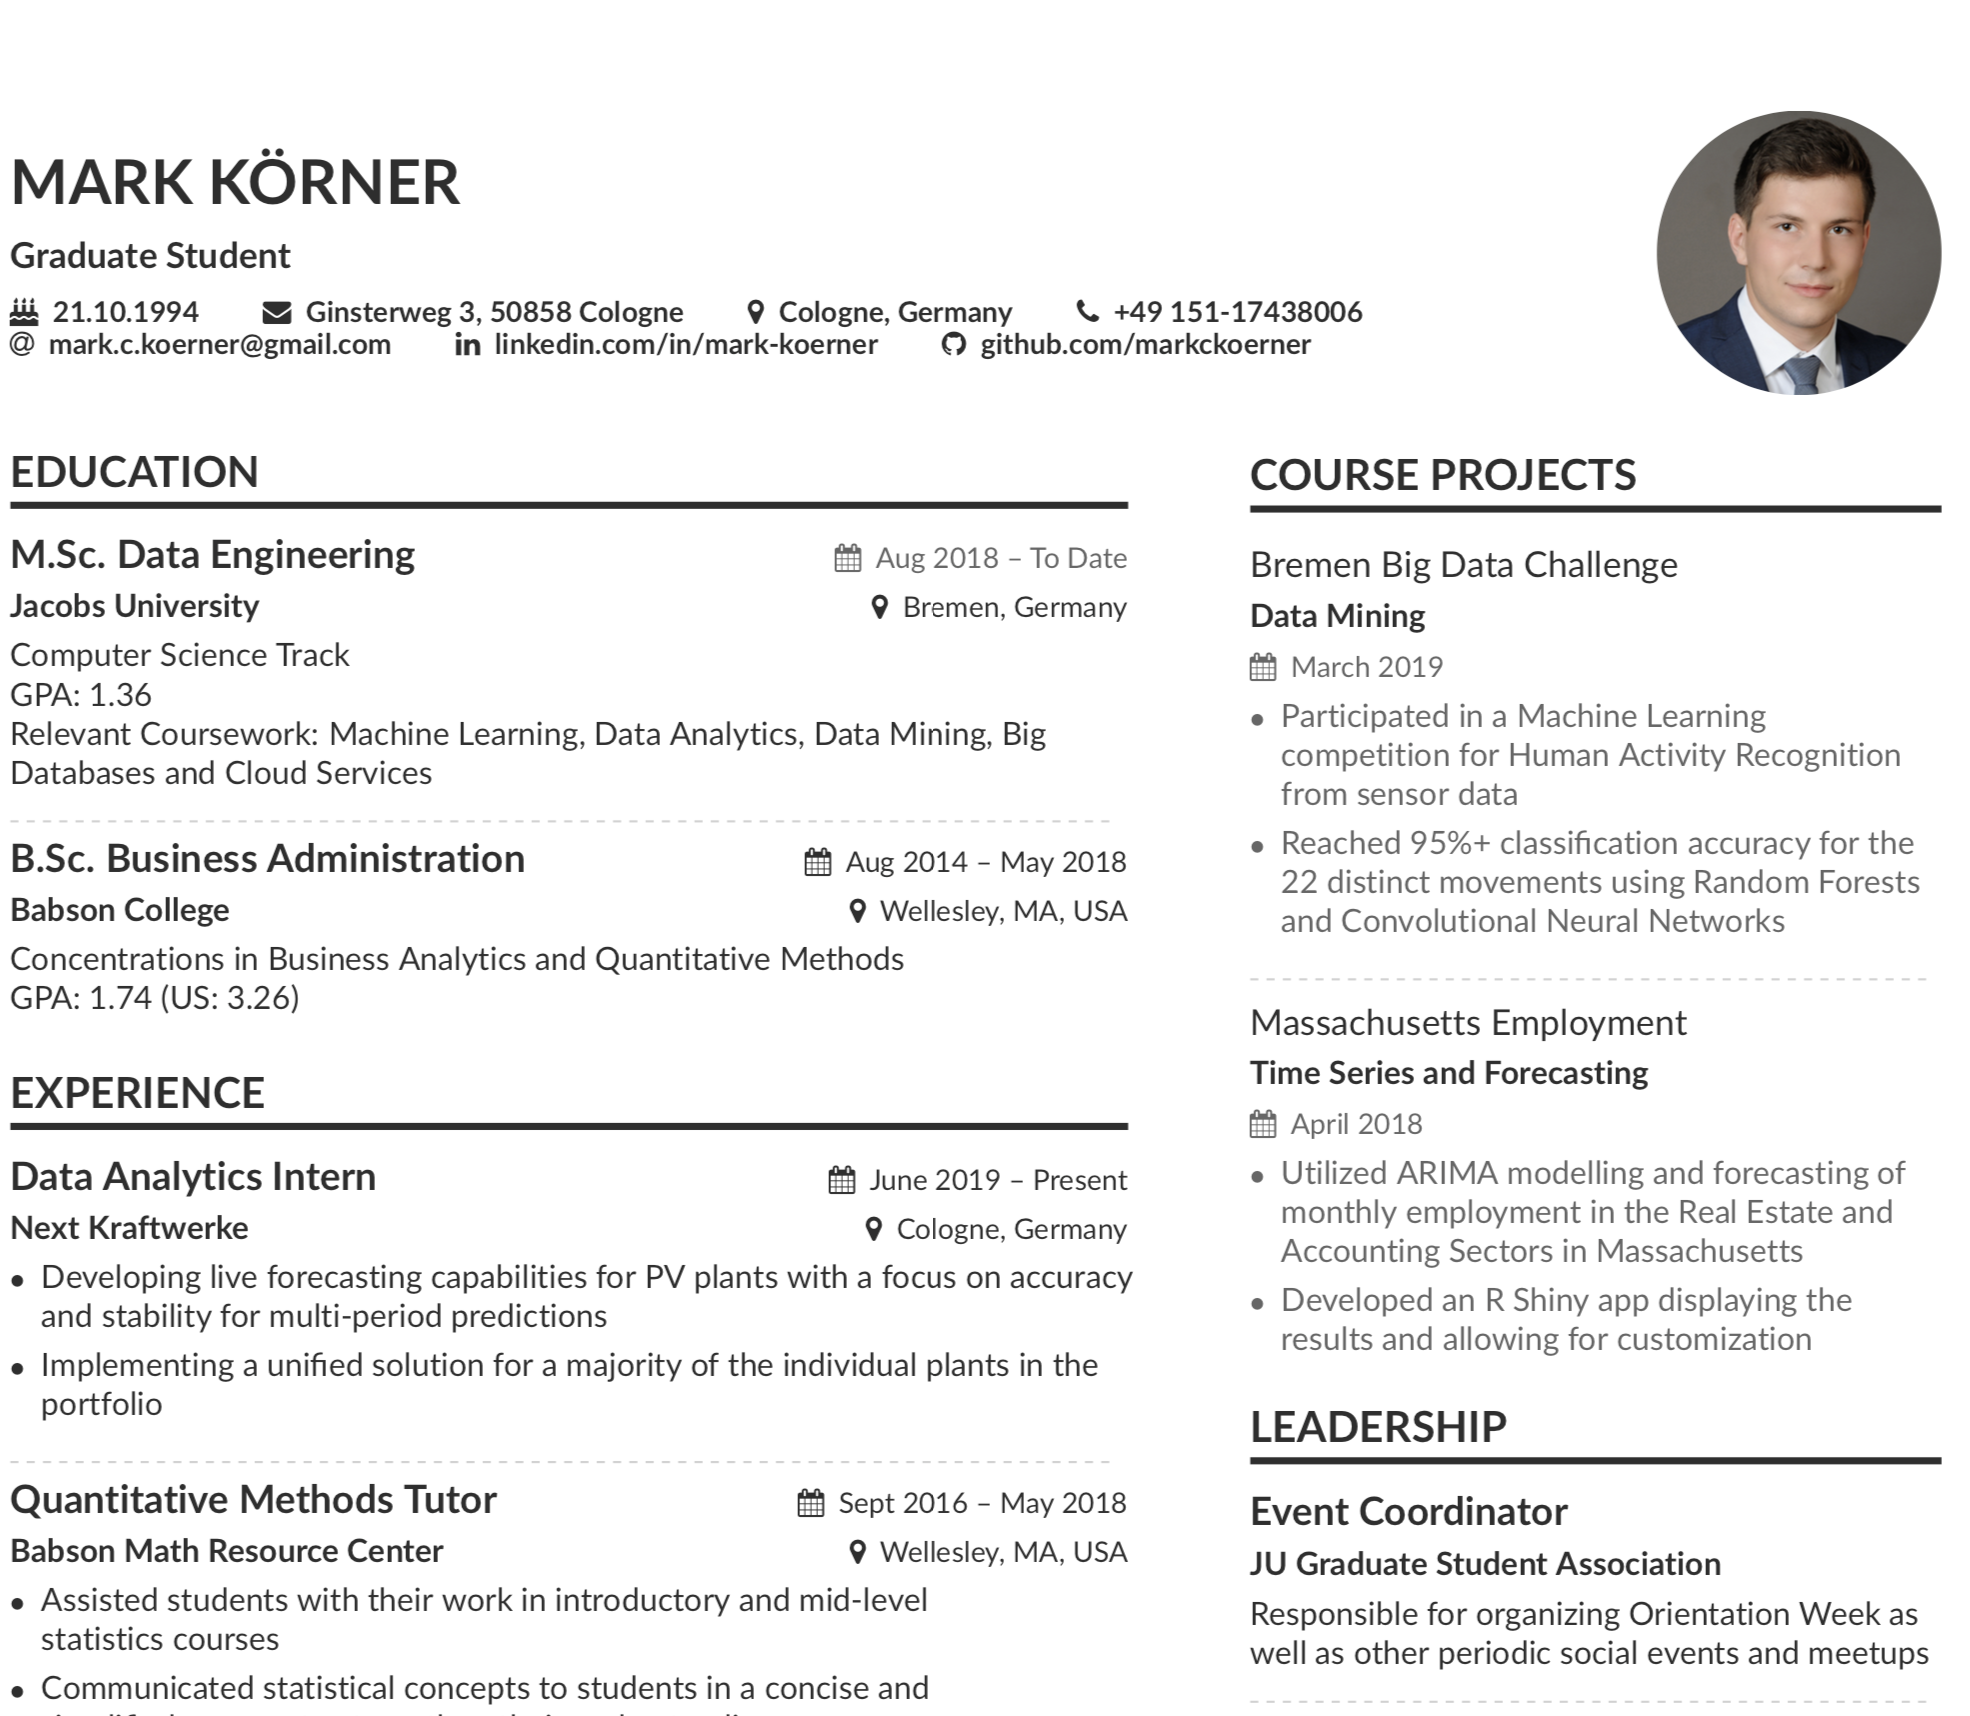 MARK KÖRNER
Graduate Student
21.10.1994 Ginsterweg 3, 50858 Cologne Cologne, Germany +49 151-17438006
@ mark.c.koerner@gmail.com in linkedin.com/in/mark-koerner github.com/markckoerner
EDUCATION
M.Sc. Data Engineering Aug 2018 – To Date
Jacobs University Bremen, Germany
Computer Science Track
GPA: 1.36
Relevant Coursework: Machine Learning, Data Analytics, Data Mining, Big
Databases and Cloud Services
B.Sc. Business Administration Aug 2014 – May 2018
Babson College Wellesley, MA, USA
Concentrations in Business Analytics and Quantitative Methods
GPA: 1.74 (US: 3.26)
EXPERIENCE
Data Analytics Intern June 2019 – Present
Next Kraftwerke Cologne, Germany
• Developing live forecasting capabilities for PV plants with a focus on accuracy
and stability for multi-period predictions
• Implementing a unified solution for a majority of the individual plants in the
portfolio
Quantitative Methods Tutor Sept 2016 – May 2018
Babson Math Resource Center Wellesley, MA, USA
• Assisted students with their work in introductory and mid-level
statistics courses
• Communicated statistical concepts to students in a concise and
COURSE PROJECTS
Bremen Big Data Challenge
Data Mining
March 2019
• Participated in a Machine Learning
competition for Human Activity Recognition
from sensor data
• Reached 95%+ classification accuracy for the
22 distinct movements using Random Forests
and Convolutional Neural Networks
Massachusetts Employment
Time Series and Forecasting
April 2018
• Utilized ARIMA modelling and forecasting of
monthly employment in the Real Estate and
Accounting Sectors in Massachusetts
• Developed an R Shiny app displaying the
results and allowing for customization
LEADERSHIP
Event Coordinator
JU Graduate Student Association
Responsible for organizing Orientation Week as
well as other periodic social events and meetups